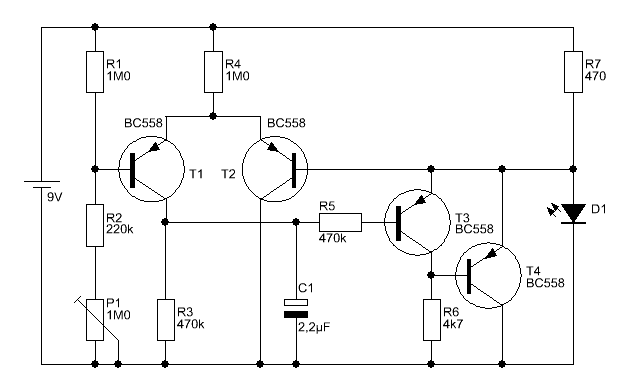 R1
1M0
R4
1M0
R7
470
BC558
BC558
T1
T2
9V
R2
220k
R5
470k
T3
BC558
D1
T4
BC558
C1
2,2µF
P1
1M0
R3
470k
R6
4k7